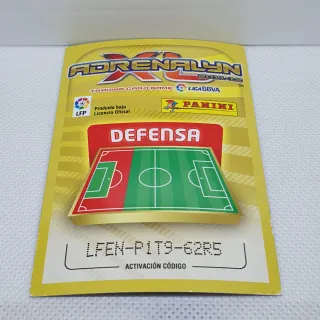 ADRENALYN
XL
TRADING CARD GAME LIGA BBVA
LFP Producto bajo Licencia Oficial PANINI
DEFENSA
LFEN-P1T9-62R5
ACTIVACIÓN CÓDIGO